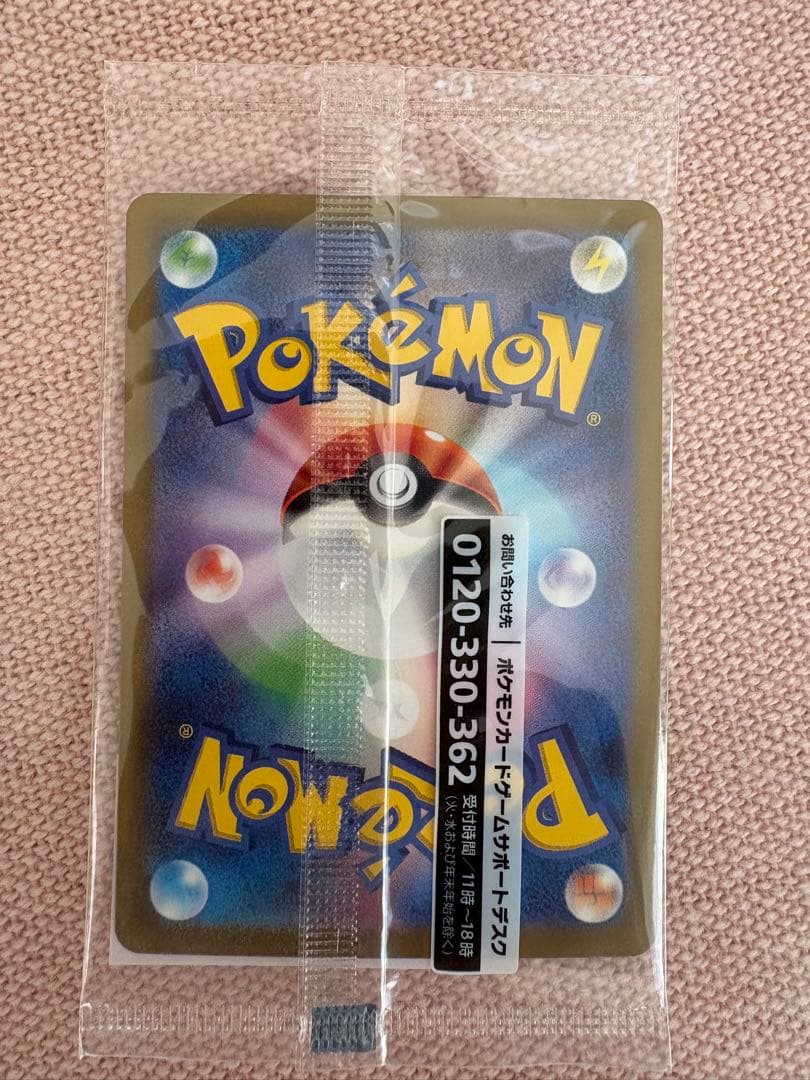 POKéMON
®
お問い合わせ先 | ポケモンカードゲームサポートデスク
0120-330-362 受付時間/11時~18時
(火・水および年末年始を除く)
POKéMON
®